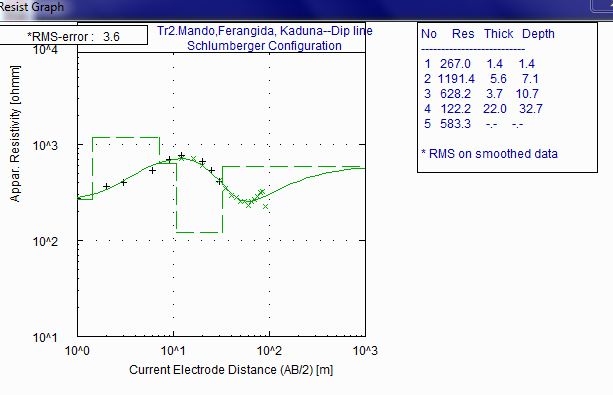 Resist Graph
*RMS-error : 3.6
Tr2.Mando,Ferangida, Kaduna--Dip line
Schlumberger Configuration
Appar. Resistivity [ohmm]
10^4
10^3
10^2
10^1
10^0 10^1 10^2 10^3
Current Electrode Distance (AB/2) [m]
No Res Thick Depth
--------------------------
1 267.0 1.4 1.4
2 1191.4 5.6 7.1
3 628.2 3.7 10.7
4 122.2 22.0 32.7
5 583.3 -.- -.-
* RMS on smoothed data